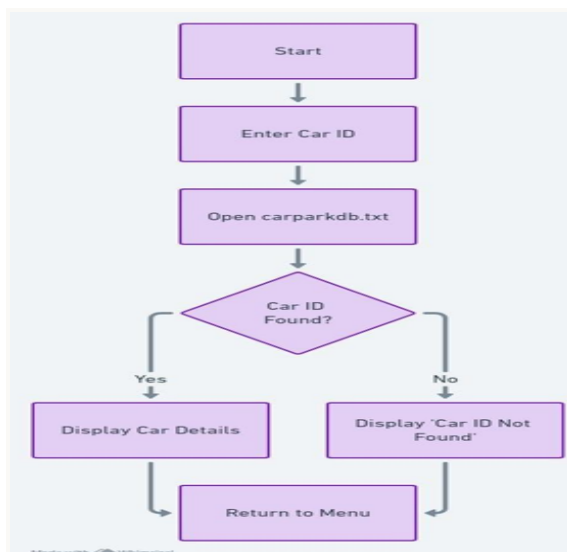 Start
Enter Car ID
Open carparkdb.txt
Car ID
Found?
Yes
No
Display Car Details
Display 'Car ID Not
Found'
Return to Menu